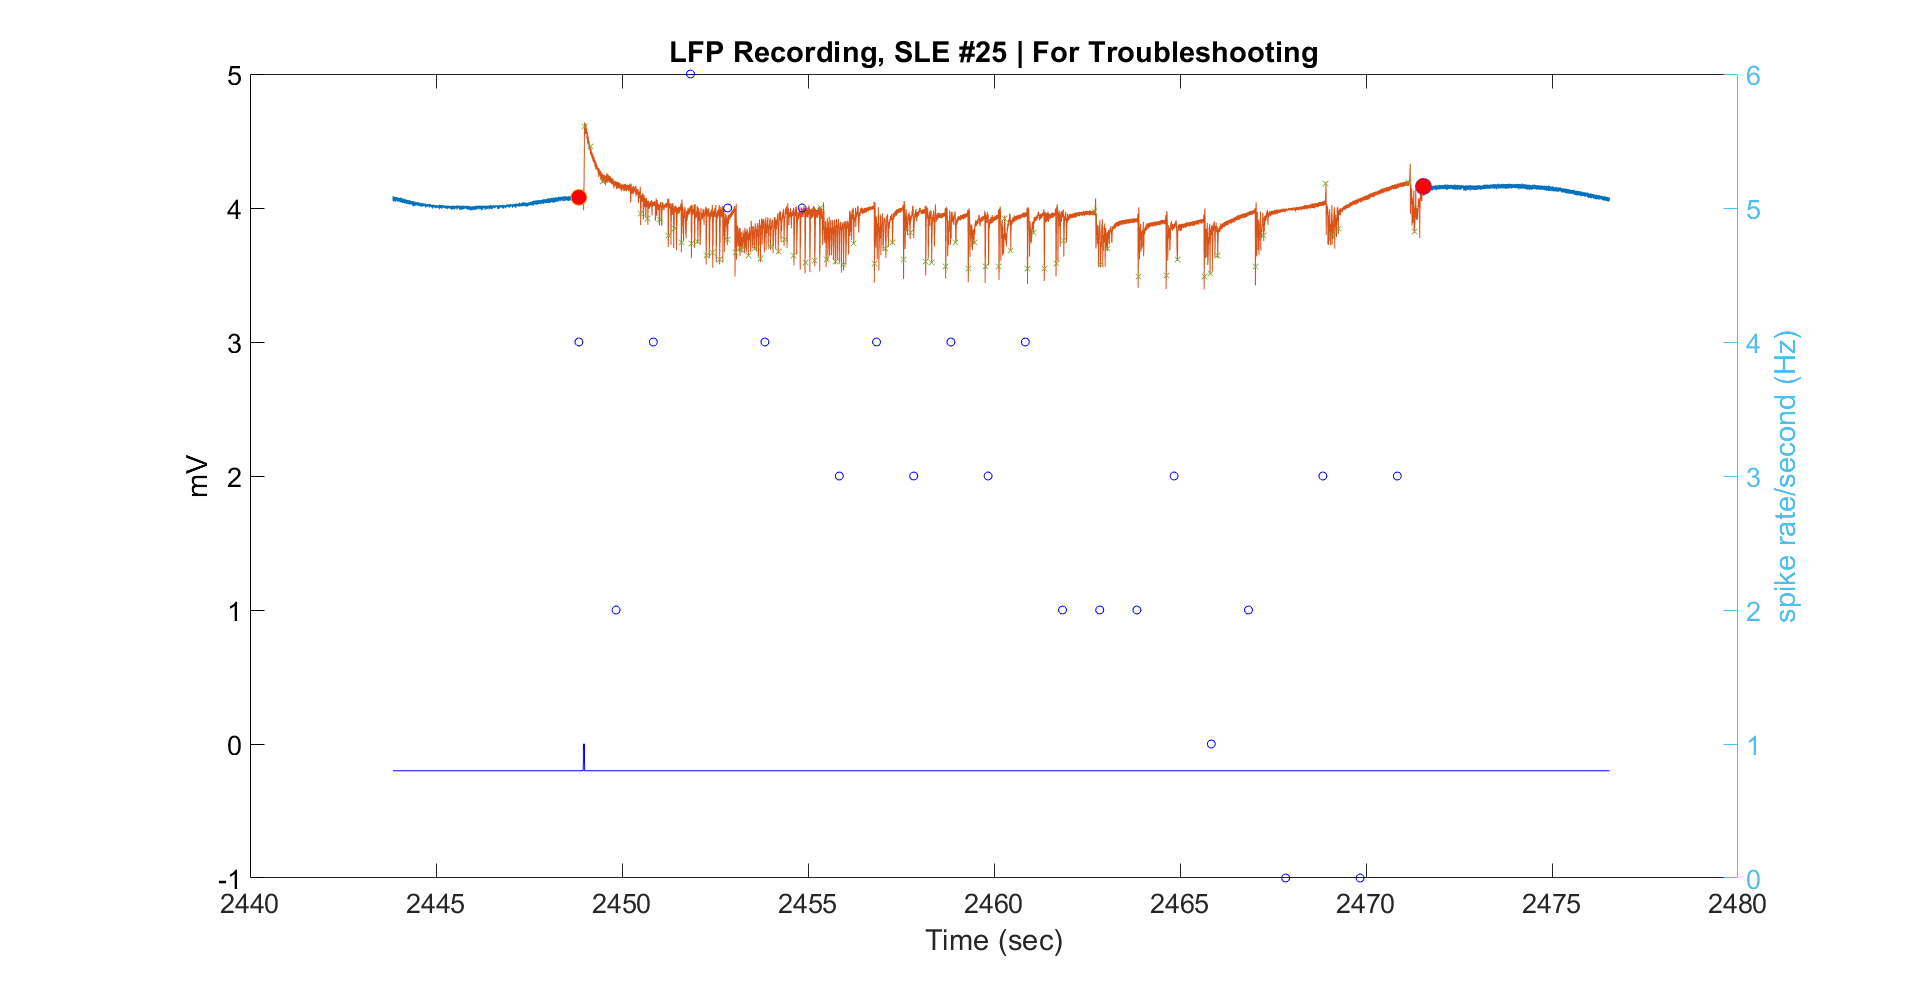 LFP Recording, SLE #25 | For Troubleshooting
5
4
3
2
1
0
-1
mV
6
5
4
3
2
1
0
spike rate/second (Hz)
2440 2445 2450 2455 2460 2465 2470 2475 2480
Time (sec)